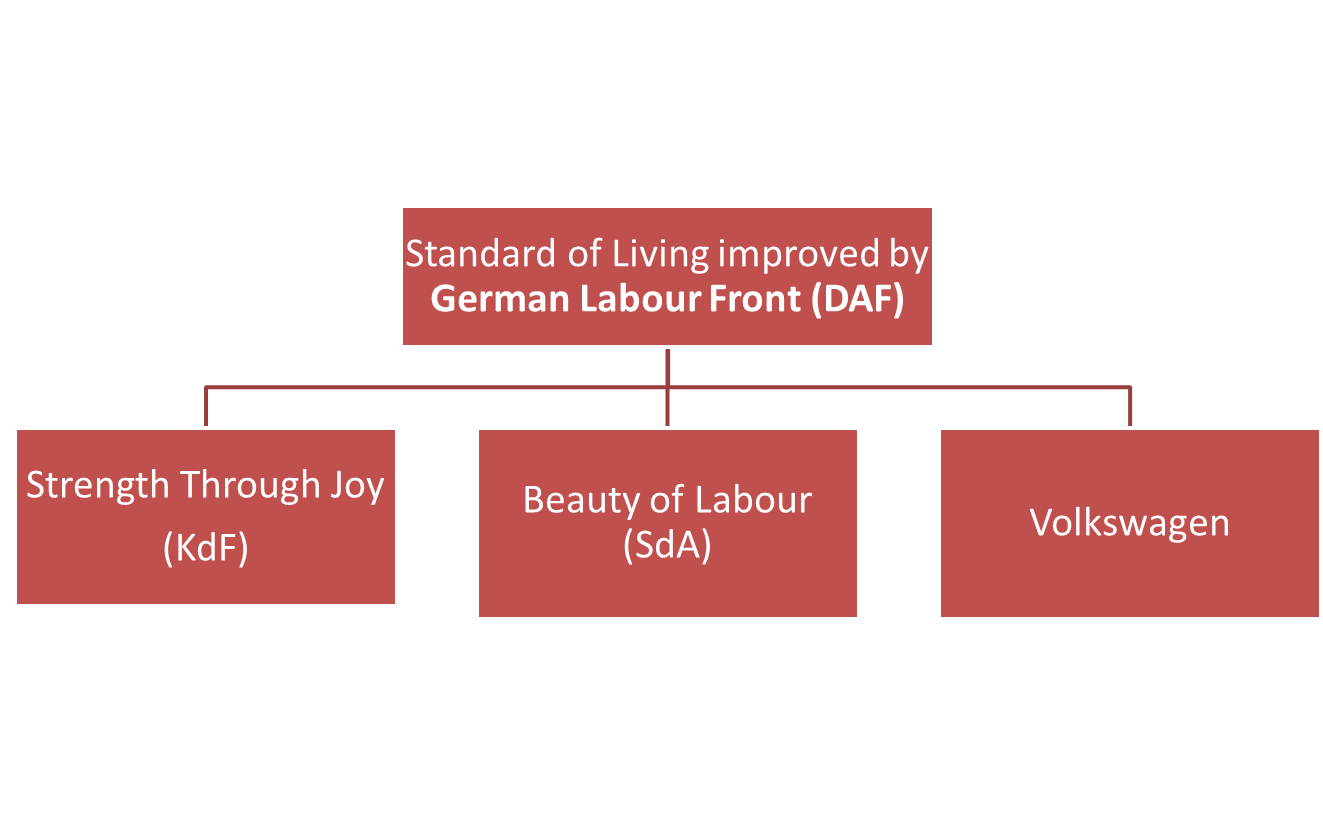 Standard of Living improved by
German Labour Front (DAF)
Strength Through Joy
(KdF)
Beauty of Labour
(SdA)
Volkswagen